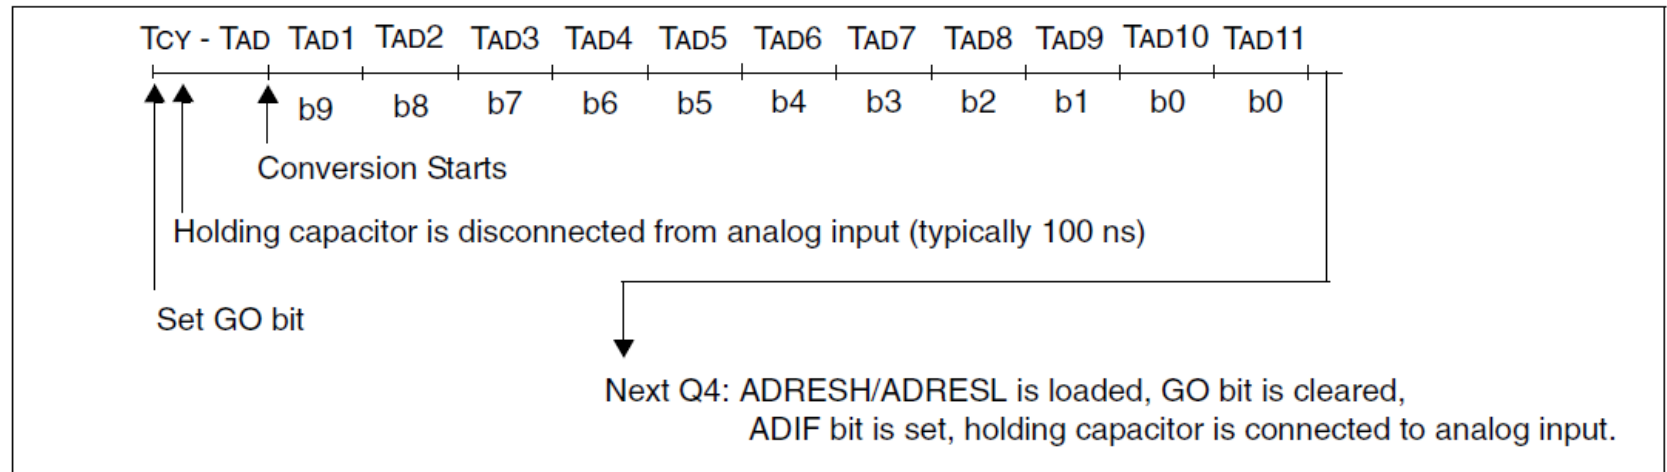 TCY - TAD TAD1 TAD2 TAD3 TAD4 TAD5 TAD6 TAD7 TAD8 TAD9 TAD10 TAD11
b9 b8 b7 b6 b5 b4 b3 b2 b1 b0 b0
Conversion Starts
Holding capacitor is disconnected from analog input (typically 100 ns)
Set GO bit
Next Q4: ADRESH/ADRESL is loaded, GO bit is cleared,
ADIF bit is set, holding capacitor is connected to analog input.